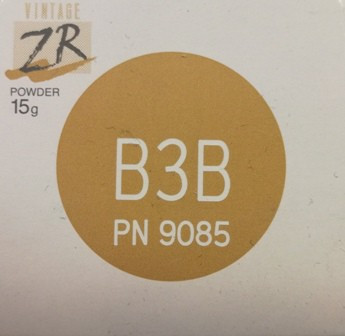 VINTAGE
ZR
POWDER
15g
B3B
PN 9085